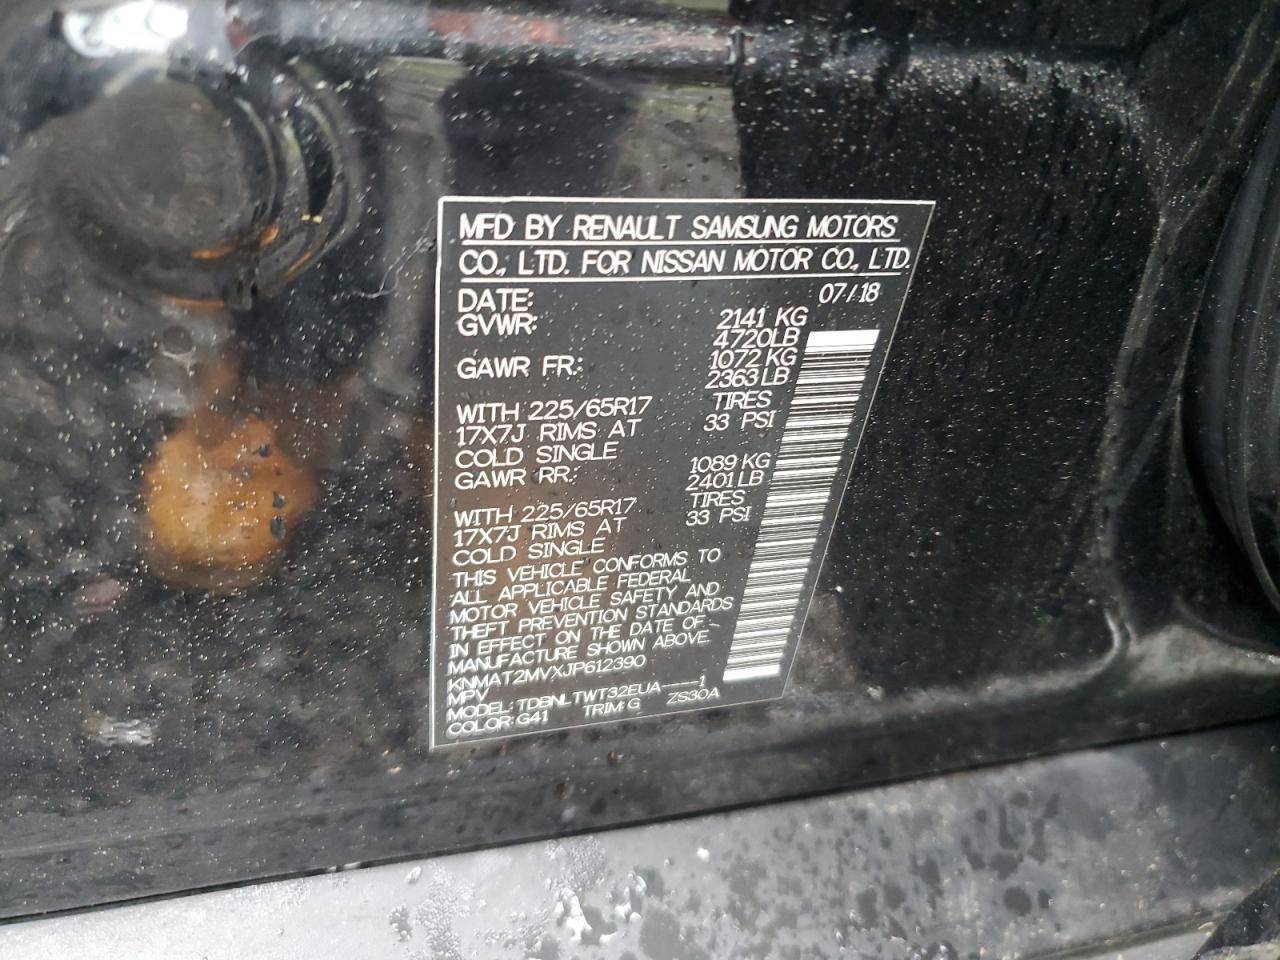 MFD BY RENAULT SAMSUNG MOTORS
CO., LTD. FOR NISSAN MOTOR CO., LTD.
DATE: 07/18
GVWR: 2141 KG
4720LB
GAWR FR: 1072 KG
2363 LB
WITH 225/65R17 TIRES
17X7J RIMS AT 33 PSI
COLD SINGLE
GAWR RR: 1089 KG
2401 LB
WITH 225/65R17 TIRES
17X7J RIMS AT 33 PSI
COLD SINGLE
THIS VEHICLE CONFORMS TO
ALL APPLICABLE FEDERAL
MOTOR VEHICLE SAFETY AND
THEFT PREVENTION STANDARDS
IN EFFECT ON THE DATE OF
MANUFACTURE SHOWN ABOVE.
KNMAT2MVXJP612390
MPV
MODEL: TDBNLTWT32EUA----1
COLOR: G41 TRIM: G ZS30A